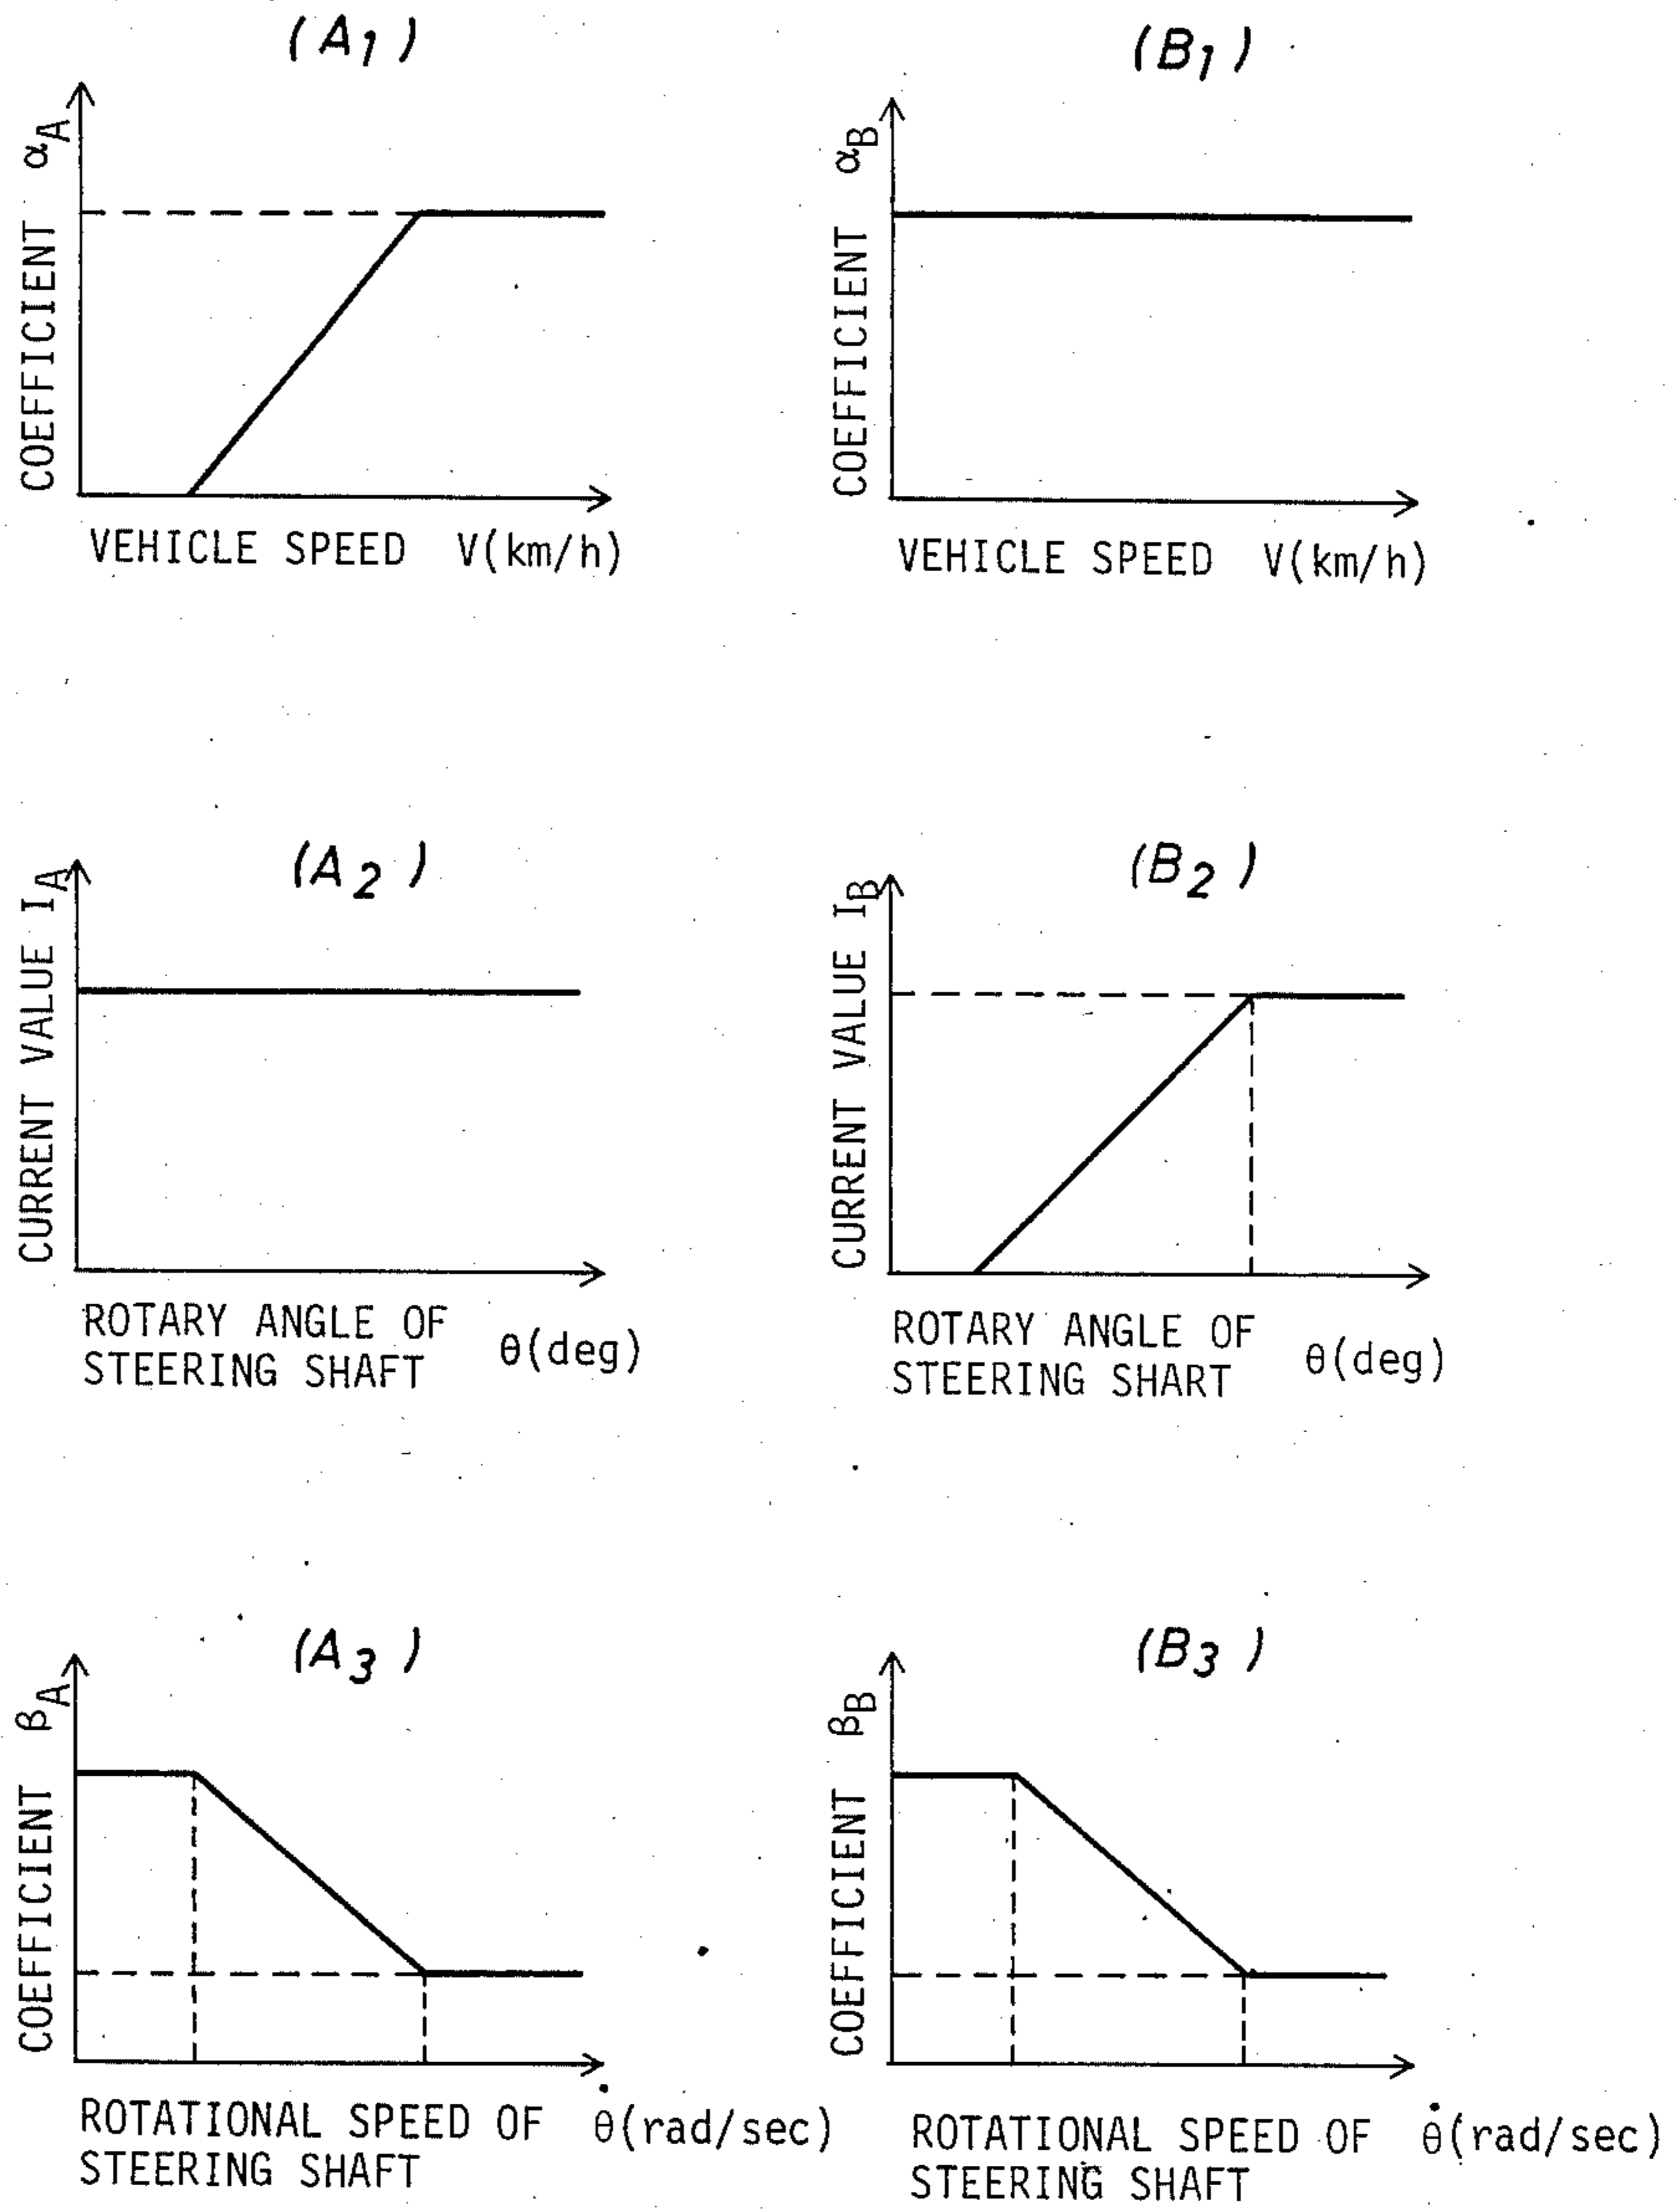 (A1)
COEFFICIENT αA
VEHICLE SPEED V(km/h)
(B1)
COEFFICIENT αB
VEHICLE SPEED V(km/h)
(A2)
CURRENT VALUE IA
ROTARY ANGLE OF
STEERING SHAFT
θ(deg)
(B2)
CURRENT VALUE IB
ROTARY ANGLE OF
STEERING SHART
θ(deg)
(A3)
COEFFICIENT βA
ROTATIONAL SPEED OF θ̇(rad/sec)
STEERING SHAFT
(B3)
COEFFICIENT βB
ROTATIONAL SPEED OF θ̇(rad/sec)
STEERING SHAFT